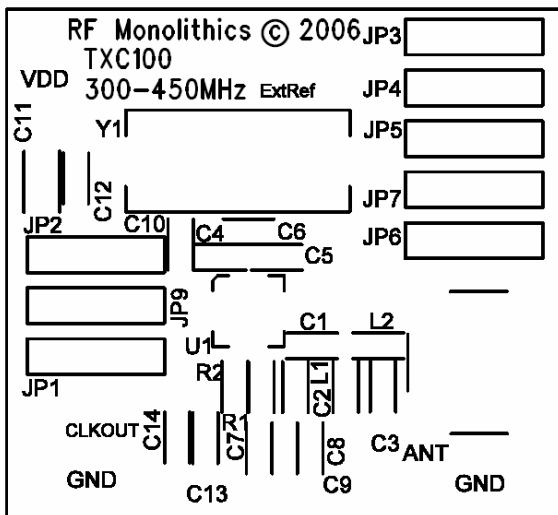 RF Monolithics © 2006
TXC100
300-450MHz ExtRef
VDD
C11
Y1
C12
JP3
JP4
JP5
JP7
JP6
JP2
C10
C4
C6
C5
JP9
U1
C1
L2
JP1
R2
C2
L1
R1
CLKOUT
C14
C7
C8
C3
ANT
GND
C13
C9
GND